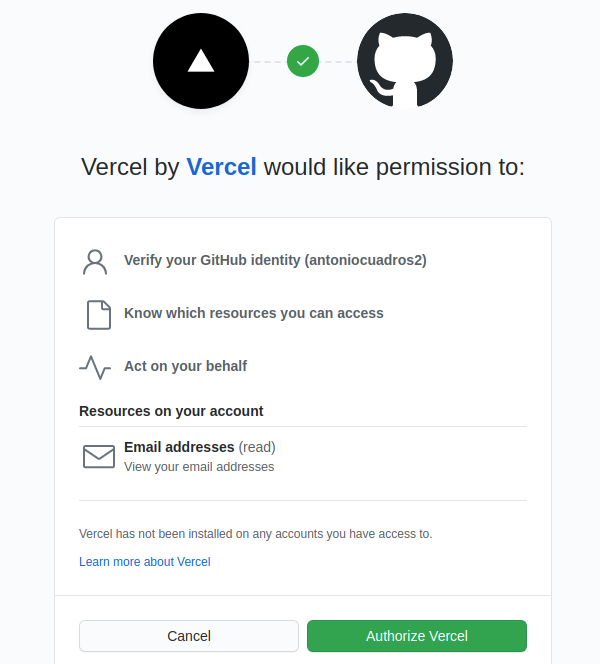 Vercel by Vercel would like permission to:
Verify your GitHub identity (antoniocuadros2)
Know which resources you can access
Act on your behalf
Resources on your account
Email addresses (read)
View your email addresses
Vercel has not been installed on any accounts you have access to.
Learn more about Vercel
Cancel
Authorize Vercel